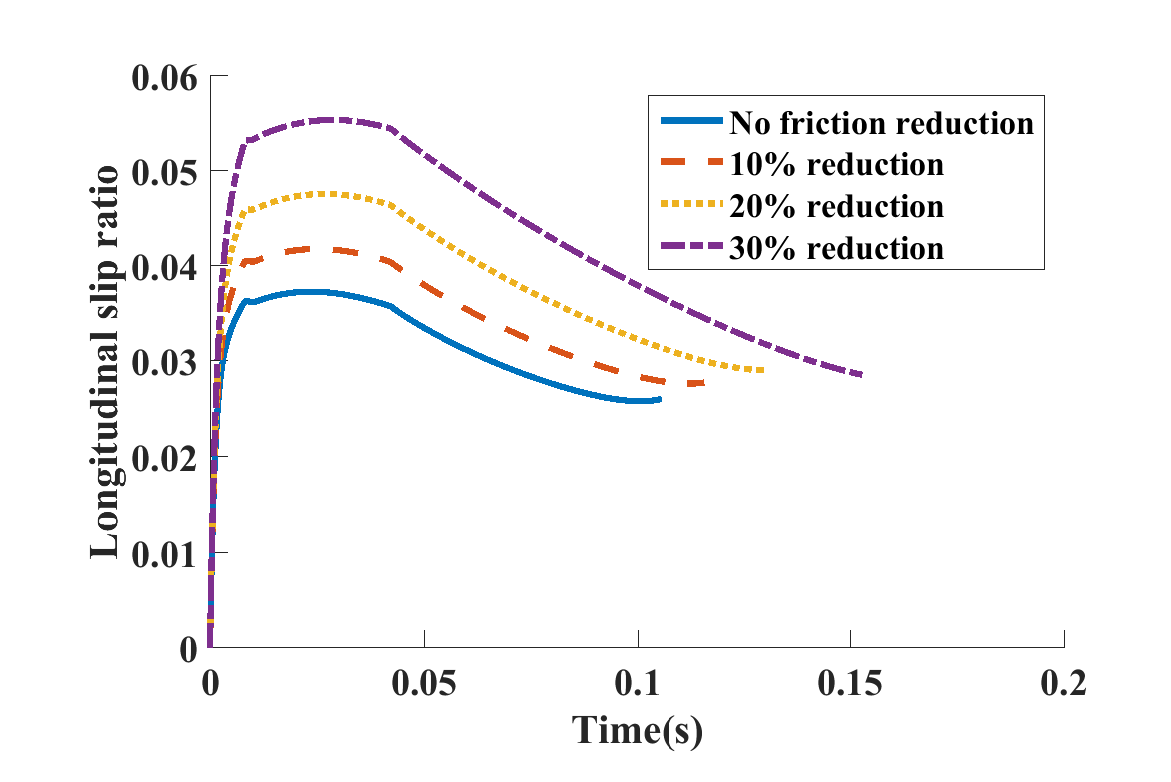 0.06
0.05
0.04
0.03
0.02
0.01
0
Longitudinal slip ratio
No friction reduction
10% reduction
20% reduction
30% reduction
0
0.05
0.1
0.15
0.2
Time(s)